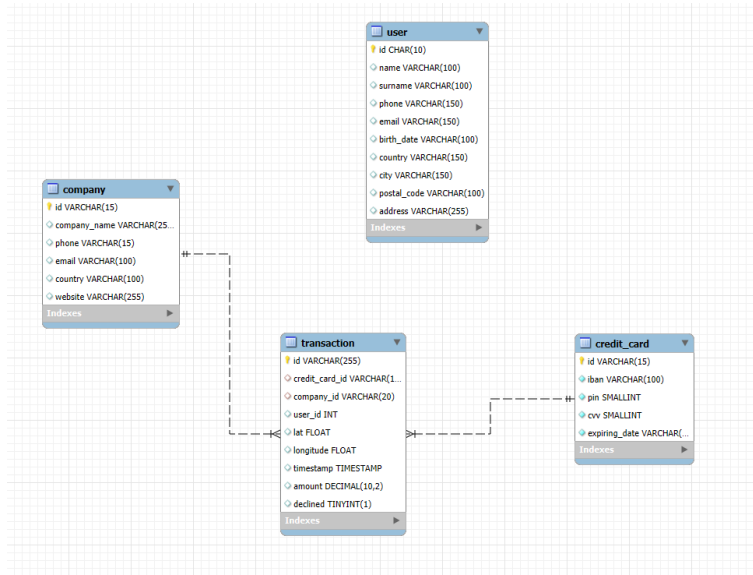 user
id CHAR(10)
name VARCHAR(100)
surname VARCHAR(100)
phone VARCHAR(150)
email VARCHAR(150)
birth_date VARCHAR(100)
country VARCHAR(150)
city VARCHAR(150)
postal_code VARCHAR(100)
address VARCHAR(255)
Indexes
company
id VARCHAR(15)
company_name VARCHAR(25...
phone VARCHAR(15)
email VARCHAR(100)
country VARCHAR(100)
website VARCHAR(255)
Indexes
transaction
id VARCHAR(255)
credit_card_id VARCHAR(1...
company_id VARCHAR(20)
user_id INT
lat FLOAT
longitude FLOAT
timestamp TIMESTAMP
amount DECIMAL(10,2)
declined TINYINT(1)
Indexes
credit_card
id VARCHAR(15)
iban VARCHAR(100)
pin SMALLINT
cvv SMALLINT
expiring_date VARCHAR(...
Indexes